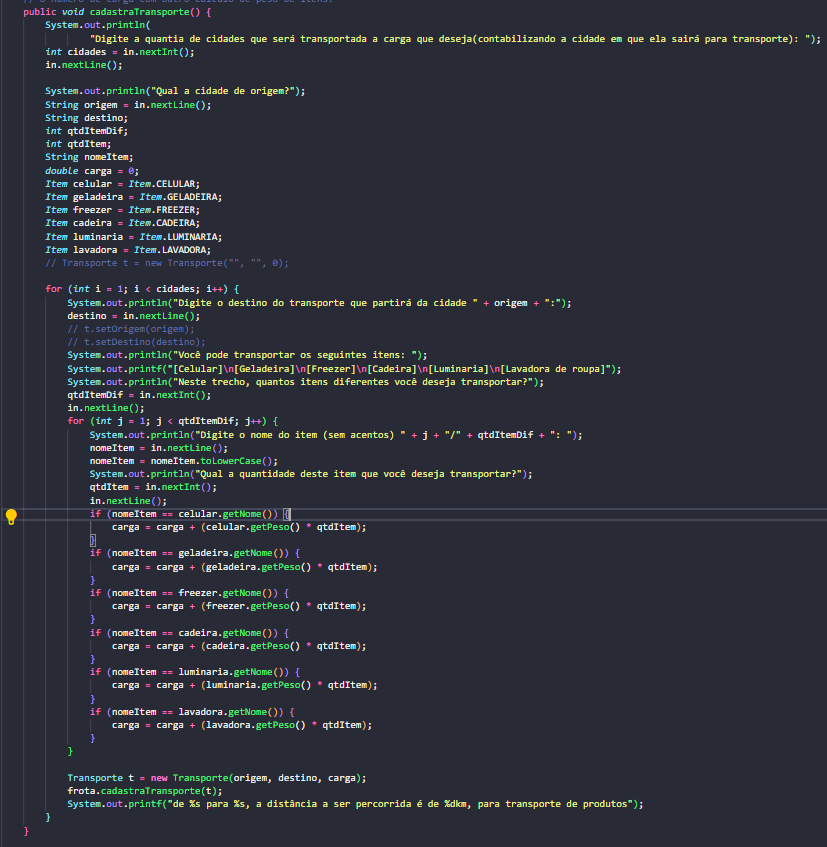 // o numero de carga com outro calculo de peso de itens.
public void cadastraTransporte() {
System.out.println(
"Digite a quantia de cidades que será transportada a carga que deseja(contabilizando a cidade em que ela sairá para transporte): ");
int cidades = in.nextInt();
in.nextLine();
System.out.println("Qual a cidade de origem?");
String origem = in.nextLine();
String destino;
int qtdItemDif;
int qtdItem;
String nomeItem;
double carga = 0;
Item celular = Item.CELULAR;
Item geladeira = Item.GELADEIRA;
Item freezer = Item.FREEZER;
Item cadeira = Item.CADEIRA;
Item luminaria = Item.LUMINARIA;
Item lavadora = Item.LAVADORA;
// Transporte t = new Transporte("", "", 0);
for (int i = 1; i < cidades; i++) {
System.out.println("Digite o destino do transporte que partirá da cidade " + origem + ":");
destino = in.nextLine();
// t.setOrigem(origem);
// t.setDestino(destino);
System.out.println("Você pode transportar os seguintes itens: ");
System.out.printf("[Celular]\n[Geladeira]\n[Freezer]\n[Cadeira]\n[Luminaria]\n[Lavadora de roupa]");
System.out.println("Neste trecho, quantos itens diferentes você deseja transportar?");
qtdItemDif = in.nextInt();
in.nextLine();
for (int j = 1; j < qtdItemDif; j++) {
System.out.println("Digite o nome do item (sem acentos) " + j + "/" + qtdItemDif + ": ");
nomeItem = in.nextLine();
nomeItem = nomeItem.toLowerCase();
System.out.println("Qual a quantidade deste item que você deseja transportar?");
qtdItem = in.nextInt();
in.nextLine();
if (nomeItem == celular.getNome()) {
carga = carga + (celular.getPeso() * qtdItem);
}
if (nomeItem == geladeira.getNome()) {
carga = carga + (geladeira.getPeso() * qtdItem);
}
if (nomeItem == freezer.getNome()) {
carga = carga + (freezer.getPeso() * qtdItem);
}
if (nomeItem == cadeira.getNome()) {
carga = carga + (cadeira.getPeso() * qtdItem);
}
if (nomeItem == luminaria.getNome()) {
carga = carga + (luminaria.getPeso() * qtdItem);
}
if (nomeItem == lavadora.getNome()) {
carga = carga + (lavadora.getPeso() * qtdItem);
}
}
Transporte t = new Transporte(origem, destino, carga);
frota.cadastraTransporte(t);
System.out.printf("de %s para %s, a distância a ser percorrida é de %dkm, para transporte de produtos");
}
}